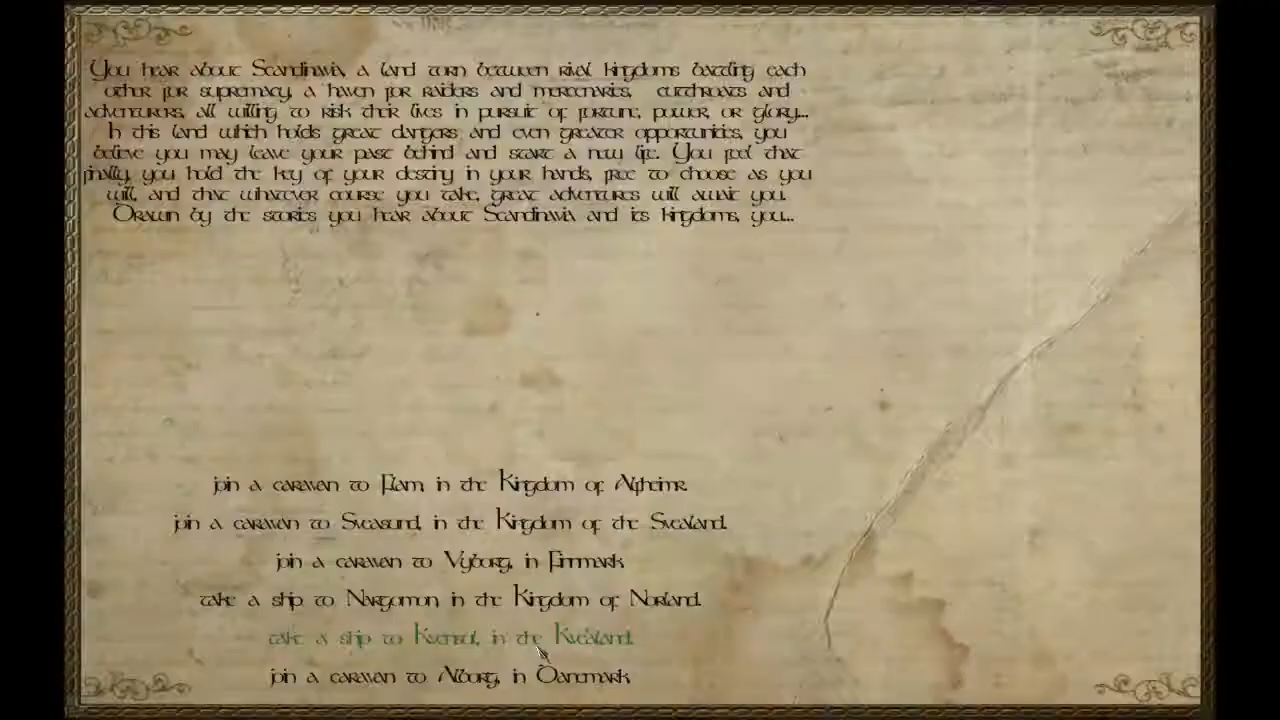 You hear about Scandinavia, a land torn between rival kingdoms battling each
other for supremacy, a haven for raiders and mercenaries, cutthroats and
adventurers, all willing to risk their lives in pursuit of fortune, power, or glory...
In this land which holds great dangers and even greater opportunities, you
believe you may leave your past behind and start a new life. You feel that
finally, you hold the key of your destiny in your hands, free to choose as you
will, and that whatever course you take, great adventures will await you.
Drawn by the stories you hear about Scandinavia and its kingdoms, you...
join a caravan to Flam, in the Kingdom of Alfheimr.
join a caravan to Sveasund, in the Kingdom of the Svealand.
join a caravan to Vyborg, in Finnmark.
take a ship to Nargomon, in the Kingdom of Norland.
take a ship to Kvensul, in the Kvealand.
join a caravan to Alborg, in Danemark.